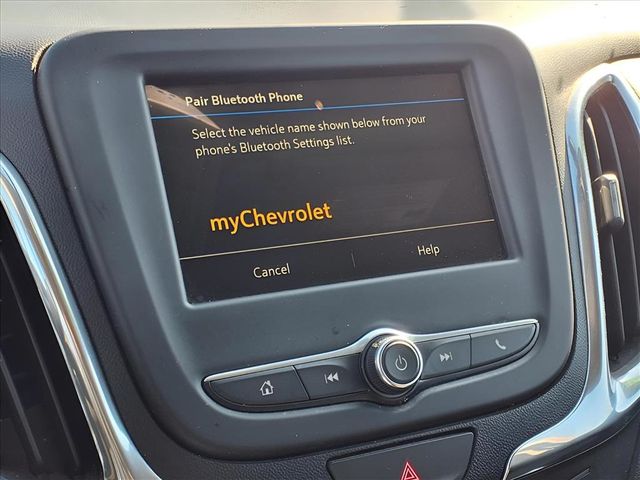 Pair Bluetooth Phone
Select the vehicle name shown below from your
phone's Bluetooth Settings list.
myChevrolet
Cancel
Help